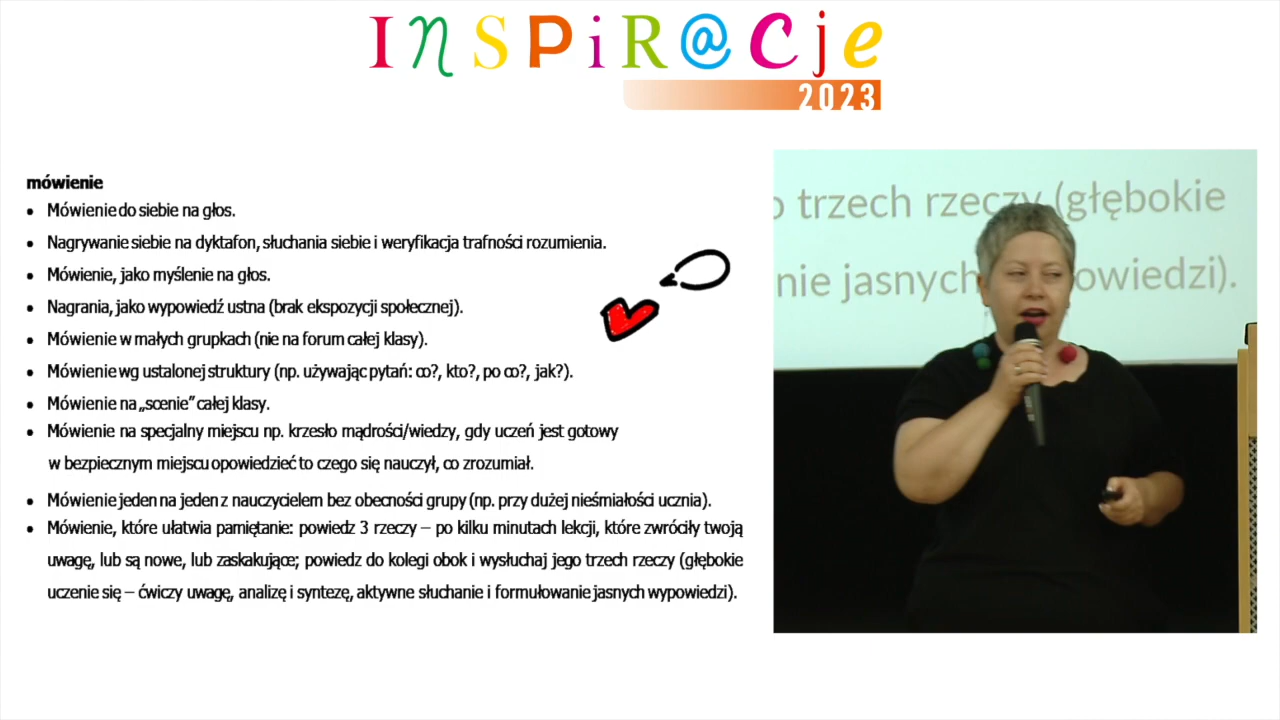 INSPiR@Cje
2023
mówienie
• Mówienie do siebie na głos.
• Nagrywanie siebie na dyktafon, słuchania siebie i weryfikacja trafności rozumienia.
• Mówienie, jako myślenie na głos.
• Nagrania, jako wypowiedź ustna (brak ekspozycji społecznej).
• Mówienie w małych grupkach (nie na forum całej klasy).
• Mówienie wg ustalonej struktury (np. używając pytań: co?, kto?, po co?, jak?).
• Mówienie na „scenie” całej klasy.
• Mówienie na specjalny miejscu np. krzesło mądrości/wiedzy, gdy uczeń jest gotowy
w bezpiecznym miejscu opowiedzieć to czego się nauczył, co zrozumiał.
• Mówienie jeden na jeden z nauczycielem bez obecności grupy (np. przy dużej nieśmiałości ucznia).
• Mówienie, które ułatwia pamiętanie: powiedz 3 rzeczy – po kilku minutach lekcji, które zwróciły twoją
uwagę, lub są nowe, lub zaskakujące; powiedz do kolegi obok i wysłuchaj jego trzech rzeczy (głębokie
uczenie się – ćwiczy uwagę, analizę i syntezę, aktywne słuchanie i formułowanie jasnych wypowiedzi).
o trzech rzeczy (głębokie
nie jasnych powiedzi).